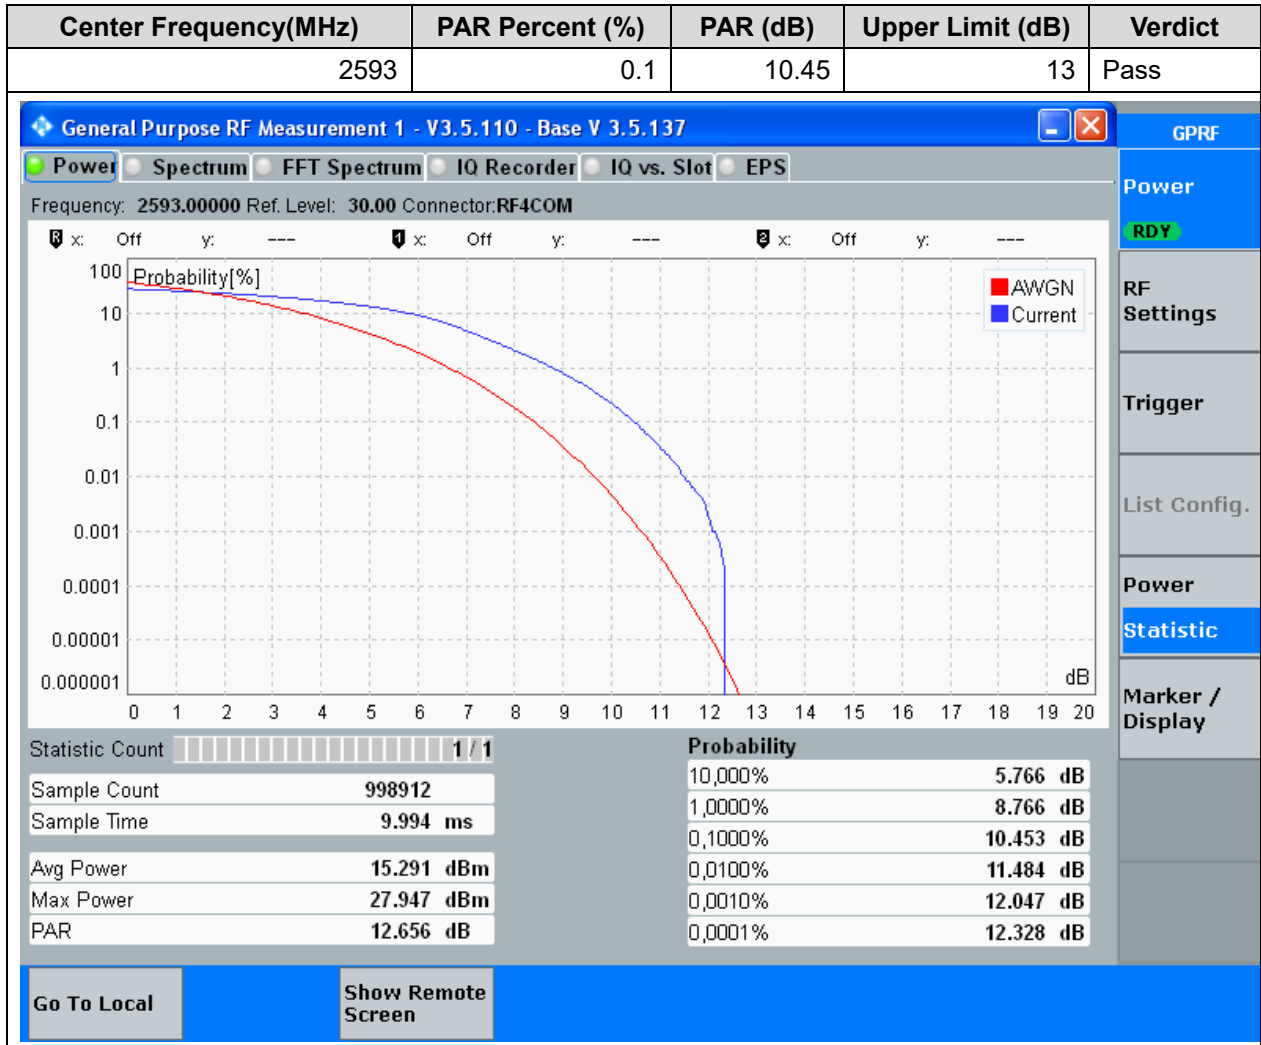 Center Frequency(MHz) PAR Percent (%) PAR (dB) Upper Limit (dB) Verdict
2593 0.1 10.45 13 Pass
General Purpose RF Measurement 1 - V3.5.110 - Base V 3.5.137
GPRF
Power Spectrum FFT Spectrum IQ Recorder IQ vs. Slot EPS
Power
RDY
Frequency: 2593.00000 Ref. Level: 30.00 Connector:RF4COM
R x: Off y: --- 1 x: Off y: --- 2 x: Off y: ---
Probability[%]
100
10
1
0.1
0.01
0.001
0.0001
0.00001
0.000001
AWGN
Current
dB
0 1 2 3 4 5 6 7 8 9 10 11 12 13 14 15 16 17 18 19 20
RF
Settings
Trigger
List Config.
Power
Statistic
Marker /
Display
Statistic Count 1 / 1
Sample Count 998912
Sample Time 9.994 ms
Avg Power 15.291 dBm
Max Power 27.947 dBm
PAR 12.656 dB
Probability
10,000% 5.766 dB
1,0000% 8.766 dB
0,1000% 10.453 dB
0,0100% 11.484 dB
0,0010% 12.047 dB
0,0001% 12.328 dB
Go To Local
Show Remote
Screen